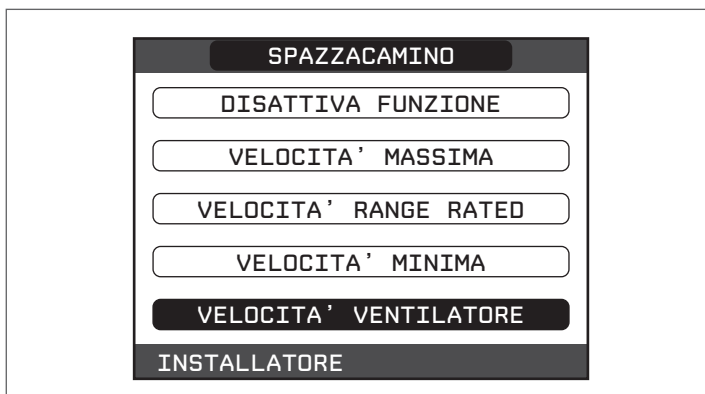 SPAZZACAMINO
DISATTIVA FUNZIONE
VELOCITA’ MASSIMA
VELOCITA’ RANGE RATED
VELOCITA’ MINIMA
VELOCITA’ VENTILATORE
INSTALLATORE